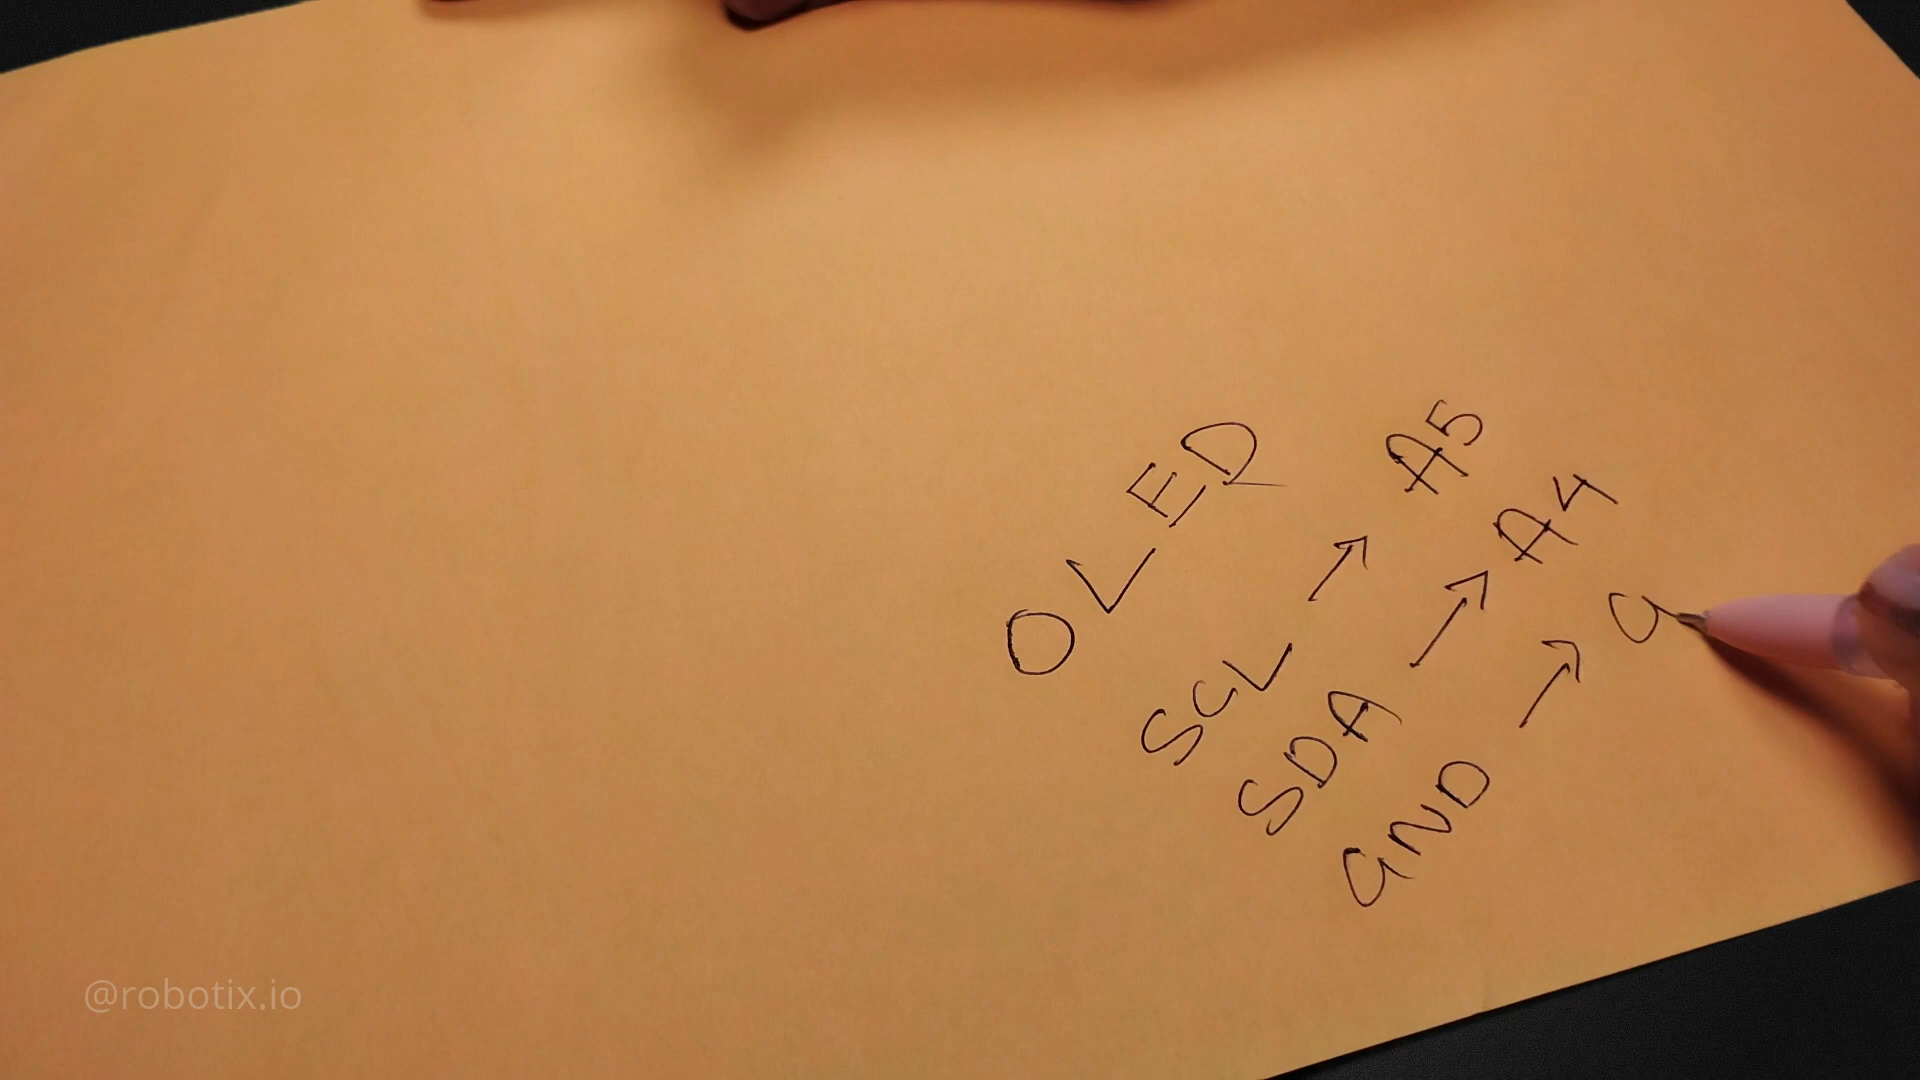 OLED
SCL → A5
SDA → A4
GND → G
@robotix.io